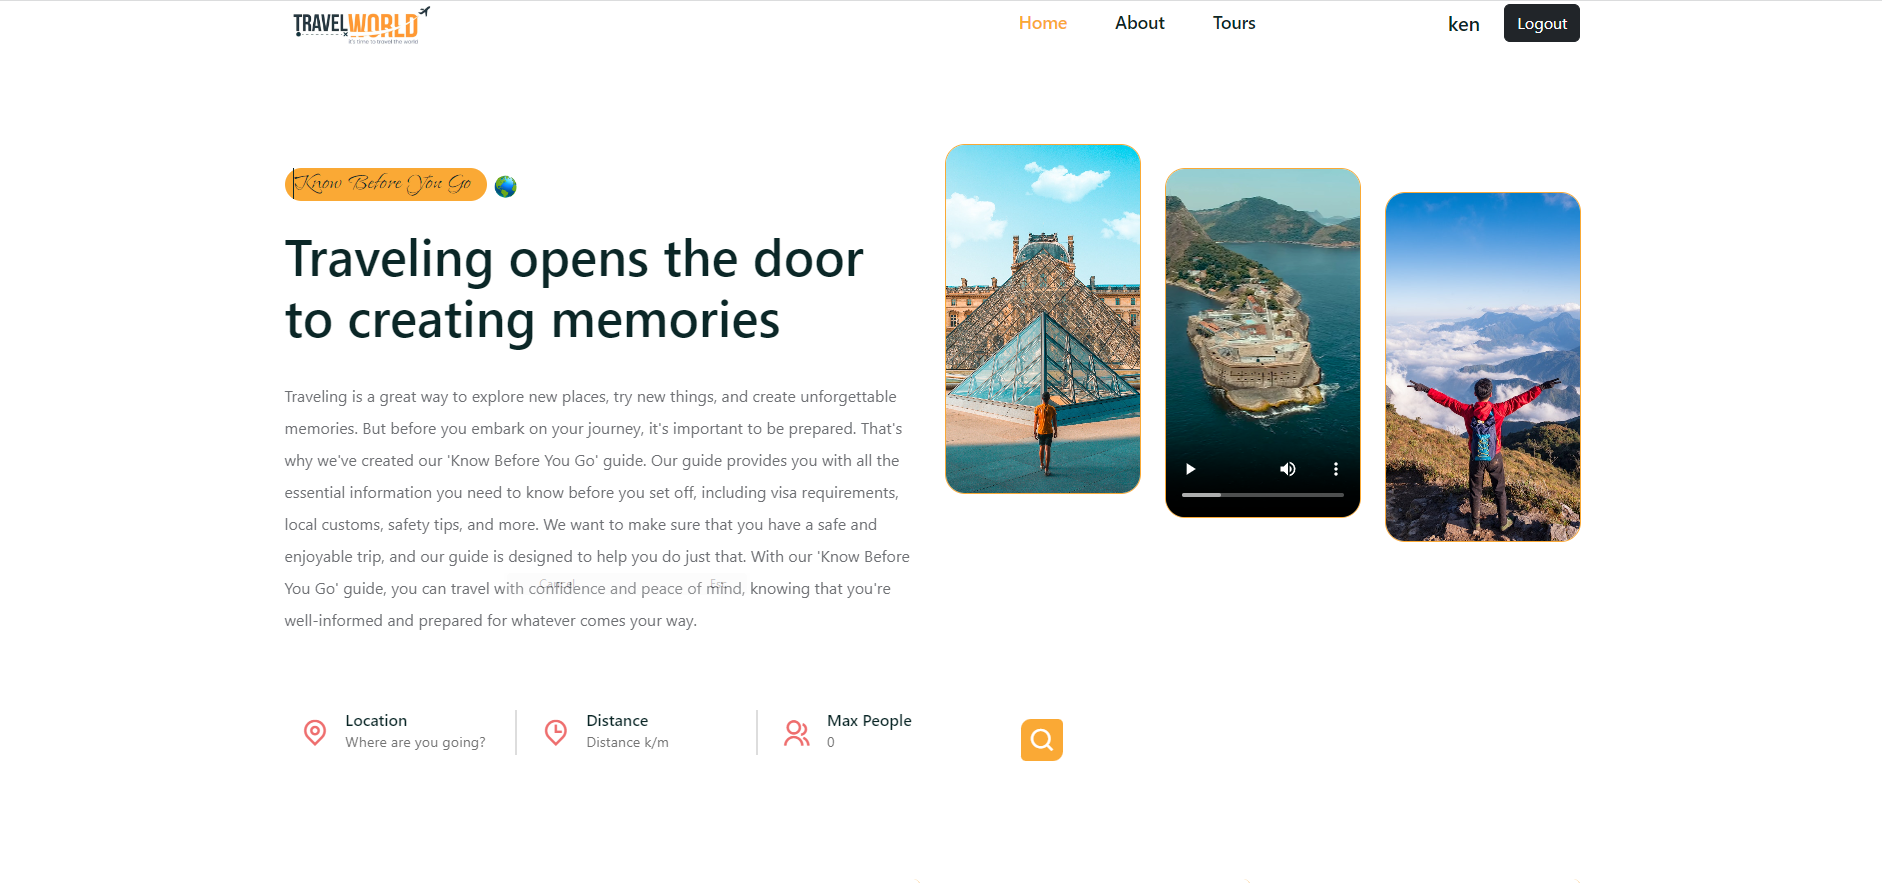 TRAVELWORLD
it's time to travel the world
Home About Tours ken Logout
Know Before You Go
Traveling opens the door
to creating memories
Traveling is a great way to explore new places, try new things, and create unforgettable
memories. But before you embark on your journey, it's important to be prepared. That's
why we've created our 'Know Before You Go' guide. Our guide provides you with all the
essential information you need to know before you set off, including visa requirements,
local customs, safety tips, and more. We want to make sure that you have a safe and
enjoyable trip, and our guide is designed to help you do just that. With our 'Know Before
Cancel Esc
You Go' guide, you can travel with confidence and peace of mind, knowing that you're
well-informed and prepared for whatever comes your way.
Location
Where are you going?
Distance
Distance k/m
Max People
0